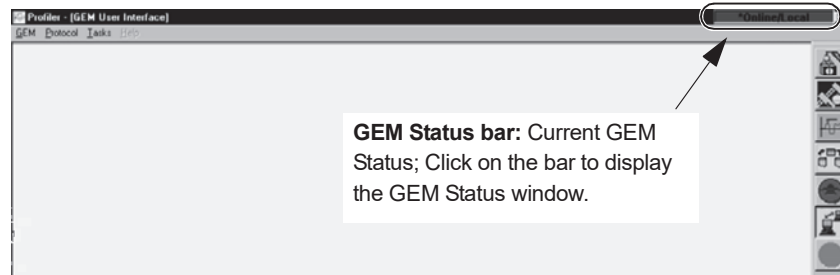 Profiler - [GEM User Interface]
*Online/Local
GEM Protocol Tasks Help
GEM Status bar: Current GEM
Status; Click on the bar to display
the GEM Status window.